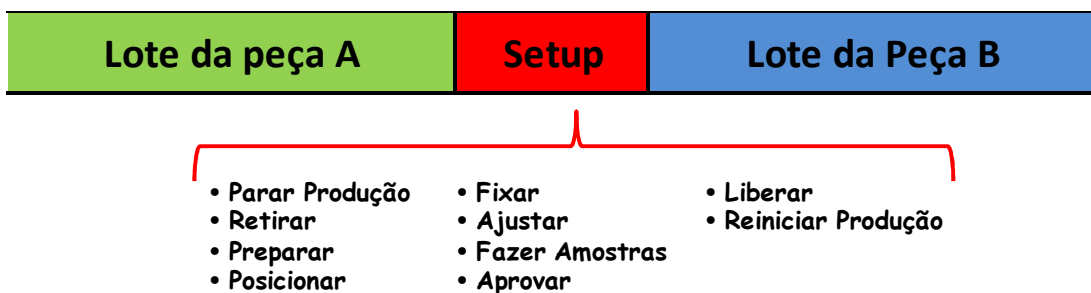 Lote da peça A
Setup
Lote da Peça B
• Parar Produção
• Retirar
• Preparar
• Posicionar
• Fixar
• Ajustar
• Fazer Amostras
• Aprovar
• Liberar
• Reiniciar Produção